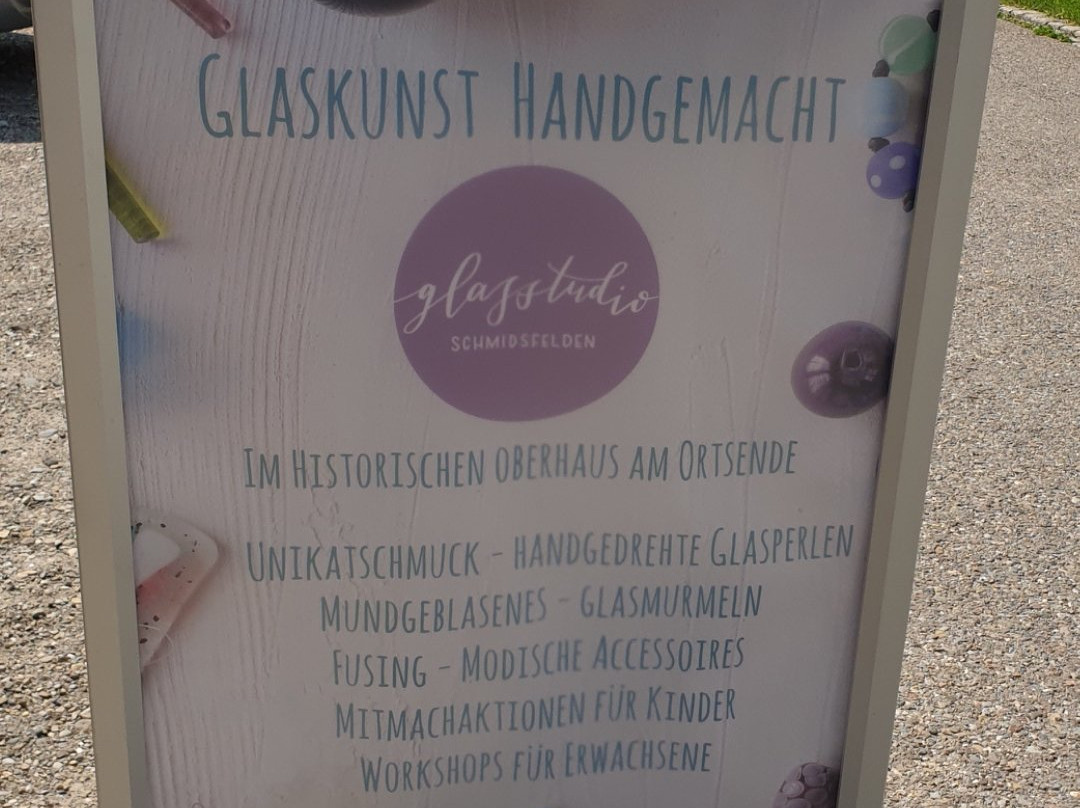 GLASKUNST HANDGEMACHT
glasstudio
SCHMIDSFELDEN
IM HISTORISCHEN OBERHAUS AM ORTSENDE
UNIKATSCHMUCK - HANDGEDREHTE GLASPERLEN
MUNDGEBLASENES - GLASMURMELN
FUSING - MODISCHE ACCESSOIRES
MITMACHAKTIONEN FÜR KINDER
WORKSHOPS FÜR ERWACHSENE